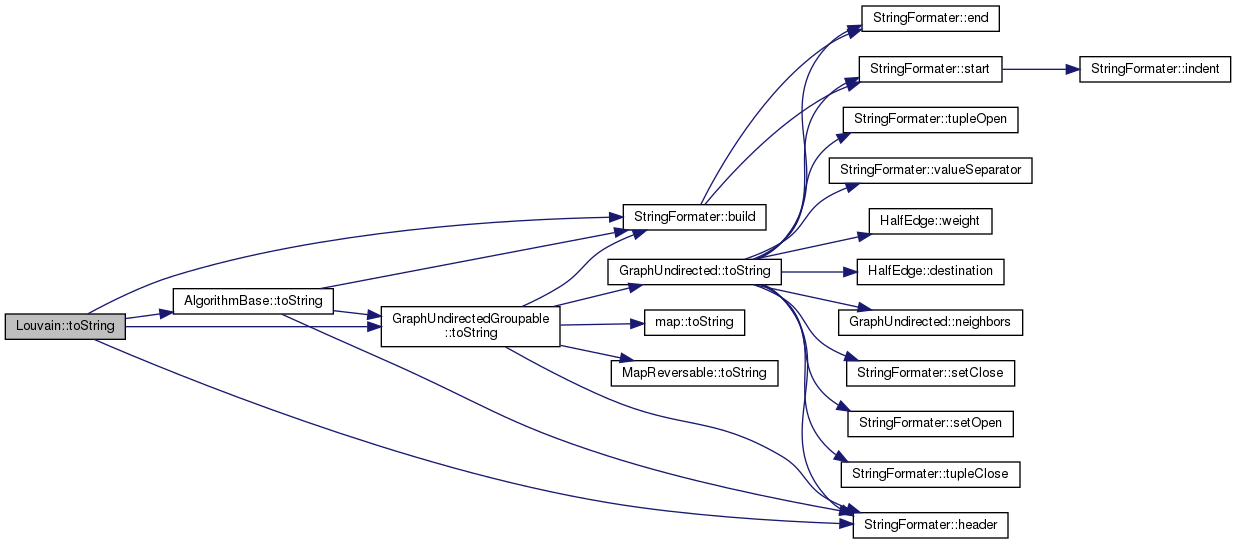 StringFormater::end
StringFormater::start
StringFormater::indent
StringFormater::tupleOpen
StringFormater::valueSeparator
StringFormater::build
HalfEdge::weight
GraphUndirected::toString
HalfEdge::destination
AlgorithmBase::toString
Louvain::toString
GraphUndirectedGroupable
::toString
map::toString
GraphUndirected::neighbors
MapReversable::toString
StringFormater::setClose
StringFormater::setOpen
StringFormater::tupleClose
StringFormater::header